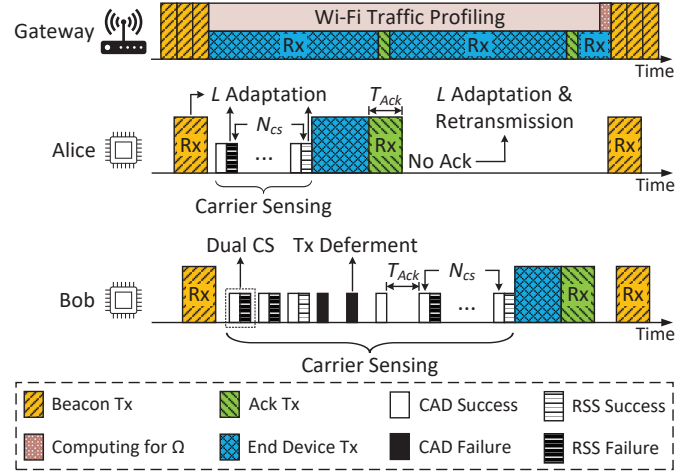 Gateway
Wi-Fi Traffic Profiling
Rx
Rx
Rx
Time
Alice
Rx
L Adaptation
N_cs
...
T_Ack
Rx
L Adaptation &
Retransmission
No Ack
Rx
Time
Carrier Sensing
Dual CS
Tx Deferment
Bob
Rx
T_Ack
N_cs
...
Rx
Rx
Time
Carrier Sensing
Beacon Tx
Ack Tx
CAD Success
RSS Success
Computing for Ω
End Device Tx
CAD Failure
RSS Failure